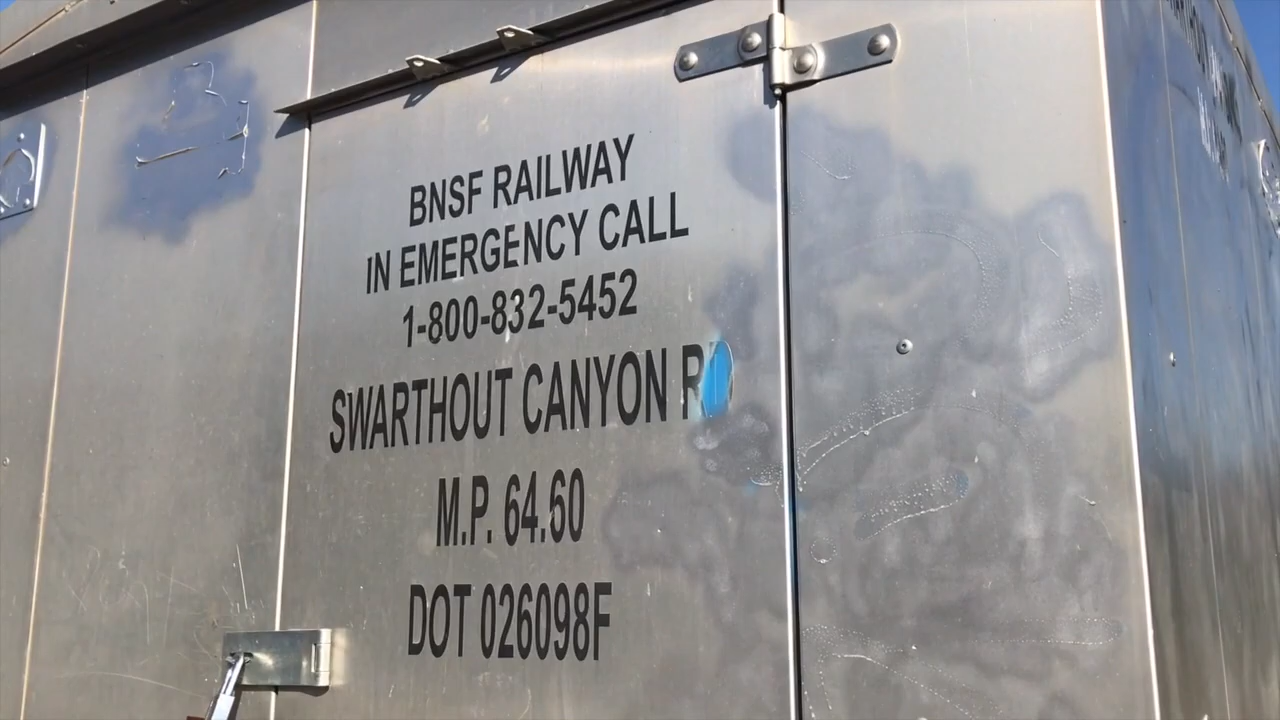 BNSF RAILWAY
IN EMERGENCY CALL
1-800-832-5452
SWARTHOUT CANYON
M.P. 64.60
DOT 026098F